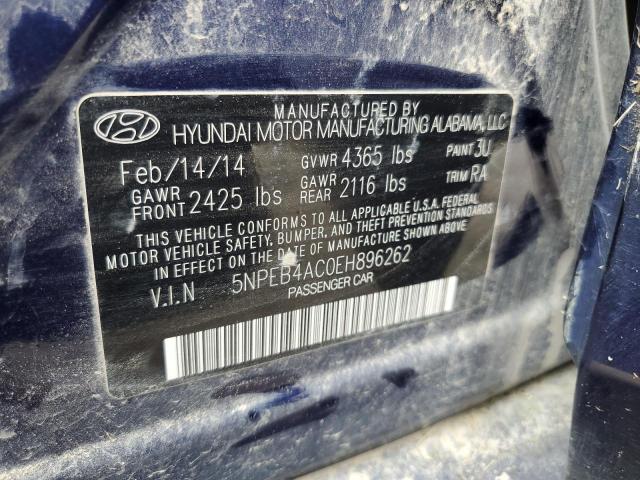 MANUFACTURED BY
HYUNDAI MOTOR MANUFACTURING ALABAMA, LLC
Feb/14/14 GVWR 4365 lbs PAINT 3U
GAWR FRONT 2425 lbs GAWR REAR 2116 lbs TRIM RA
THIS VEHICLE CONFORMS TO ALL APPLICABLE U.S.A. FEDERAL
MOTOR VEHICLE SAFETY, BUMPER, AND THEFT PREVENTION STANDARDS
IN EFFECT ON THE DATE OF MANUFACTURE SHOWN ABOVE.
V.I.N 5NPEB4AC0EH896262
PASSENGER CAR